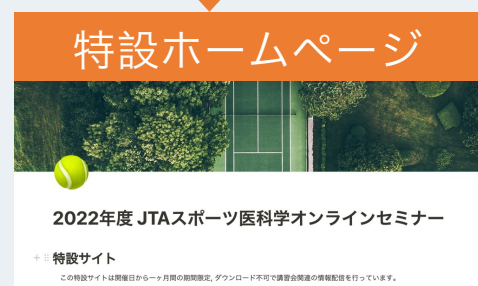 特設ホームページ
2022年度 JTAスポーツ医科学オンラインセミナー
特設サイト
この特設サイトは開催日から一ヶ月間の期間限定, ダウンロード不可で講習会関連の情報配信を行っています。